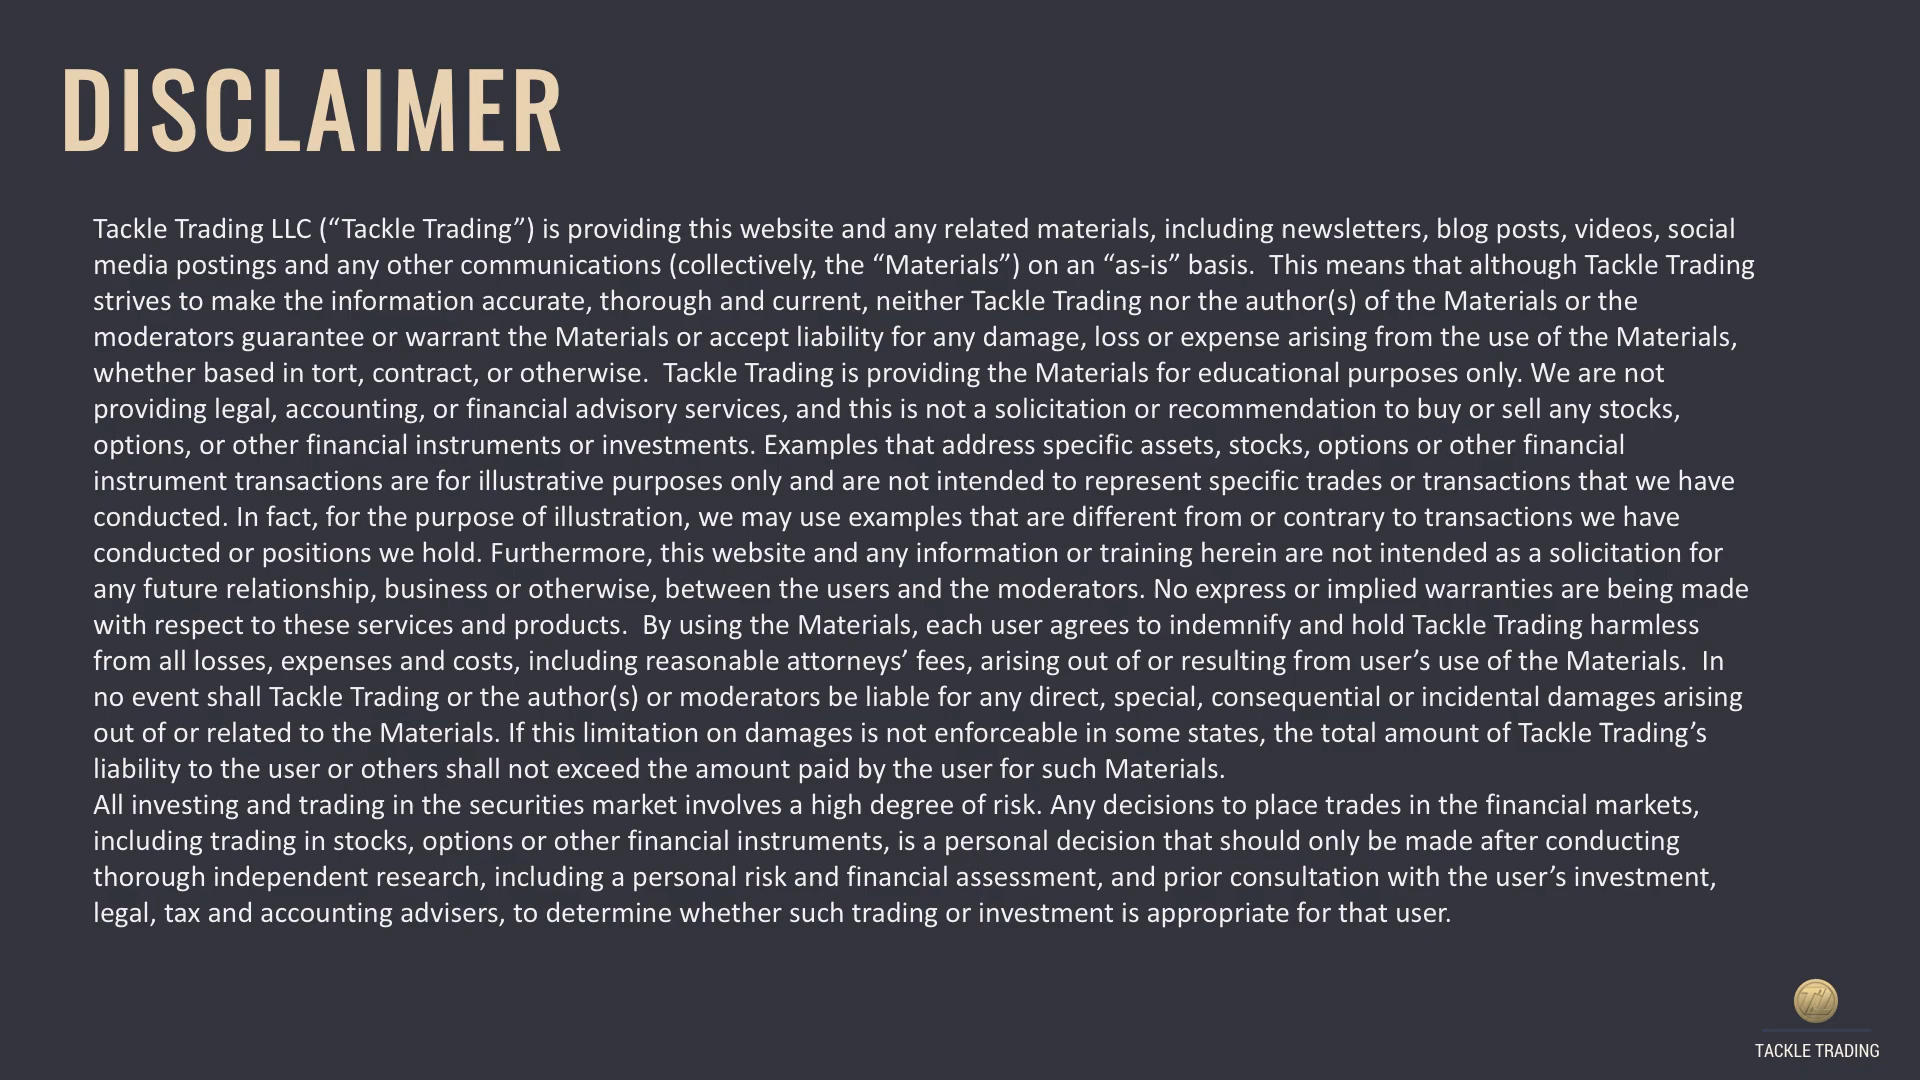 DISCLAIMER
Tackle Trading LLC (“Tackle Trading”) is providing this website and any related materials, including newsletters, blog posts, videos, social
media postings and any other communications (collectively, the “Materials”) on an “as-is” basis.  This means that although Tackle Trading
strives to make the information accurate, thorough and current, neither Tackle Trading nor the author(s) of the Materials or the
moderators guarantee or warrant the Materials or accept liability for any damage, loss or expense arising from the use of the Materials,
whether based in tort, contract, or otherwise.  Tackle Trading is providing the Materials for educational purposes only. We are not
providing legal, accounting, or financial advisory services, and this is not a solicitation or recommendation to buy or sell any stocks,
options, or other financial instruments or investments. Examples that address specific assets, stocks, options or other financial
instrument transactions are for illustrative purposes only and are not intended to represent specific trades or transactions that we have
conducted. In fact, for the purpose of illustration, we may use examples that are different from or contrary to transactions we have
conducted or positions we hold. Furthermore, this website and any information or training herein are not intended as a solicitation for
any future relationship, business or otherwise, between the users and the moderators. No express or implied warranties are being made
with respect to these services and products.  By using the Materials, each user agrees to indemnify and hold Tackle Trading harmless
from all losses, expenses and costs, including reasonable attorneys’ fees, arising out of or resulting from user’s use of the Materials.  In
no event shall Tackle Trading or the author(s) or moderators be liable for any direct, special, consequential or incidental damages arising
out of or related to the Materials. If this limitation on damages is not enforceable in some states, the total amount of Tackle Trading’s
liability to the user or others shall not exceed the amount paid by the user for such Materials.
All investing and trading in the securities market involves a high degree of risk. Any decisions to place trades in the financial markets,
including trading in stocks, options or other financial instruments, is a personal decision that should only be made after conducting
thorough independent research, including a personal risk and financial assessment, and prior consultation with the user’s investment,
legal, tax and accounting advisers, to determine whether such trading or investment is appropriate for that user.
TACKLE TRADING